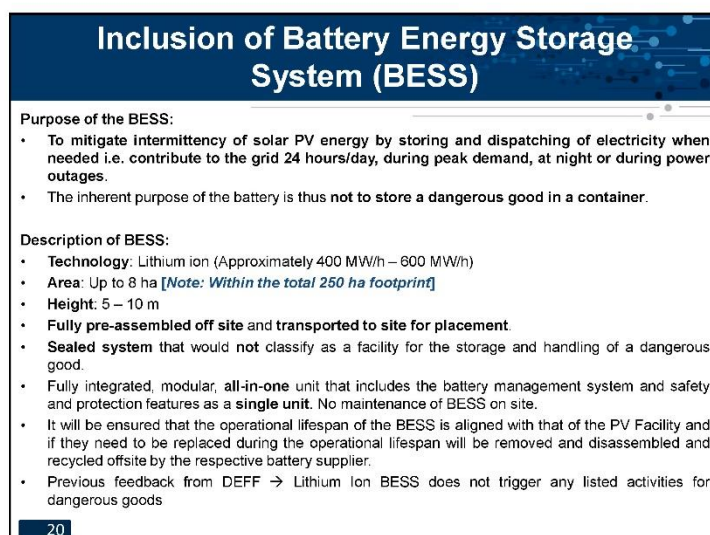 Inclusion of Battery Energy Storage
System (BESS)
Purpose of the BESS:
• To mitigate intermittency of solar PV energy by storing and dispatching of electricity when
needed i.e. contribute to the grid 24 hours/day, during peak demand, at night or during power
outages.
• The inherent purpose of the battery is thus not to store a dangerous good in a container.
Description of BESS:
• Technology: Lithium ion (Approximately 400 MW/h – 600 MW/h)
• Area: Up to 8 ha [Note: Within the total 250 ha footprint]
• Height: 5 – 10 m
• Fully pre-assembled off site and transported to site for placement.
• Sealed system that would not classify as a facility for the storage and handling of a dangerous
good.
• Fully integrated, modular, all-in-one unit that includes the battery management system and safety
and protection features as a single unit. No maintenance of BESS on site.
• It will be ensured that the operational lifespan of the BESS is aligned with that of the PV Facility and
if they need to be replaced during the operational lifespan will be removed and disassembled and
recycled offsite by the respective battery supplier.
• Previous feedback from DEFF → Lithium Ion BESS does not trigger any listed activities for
dangerous goods
20